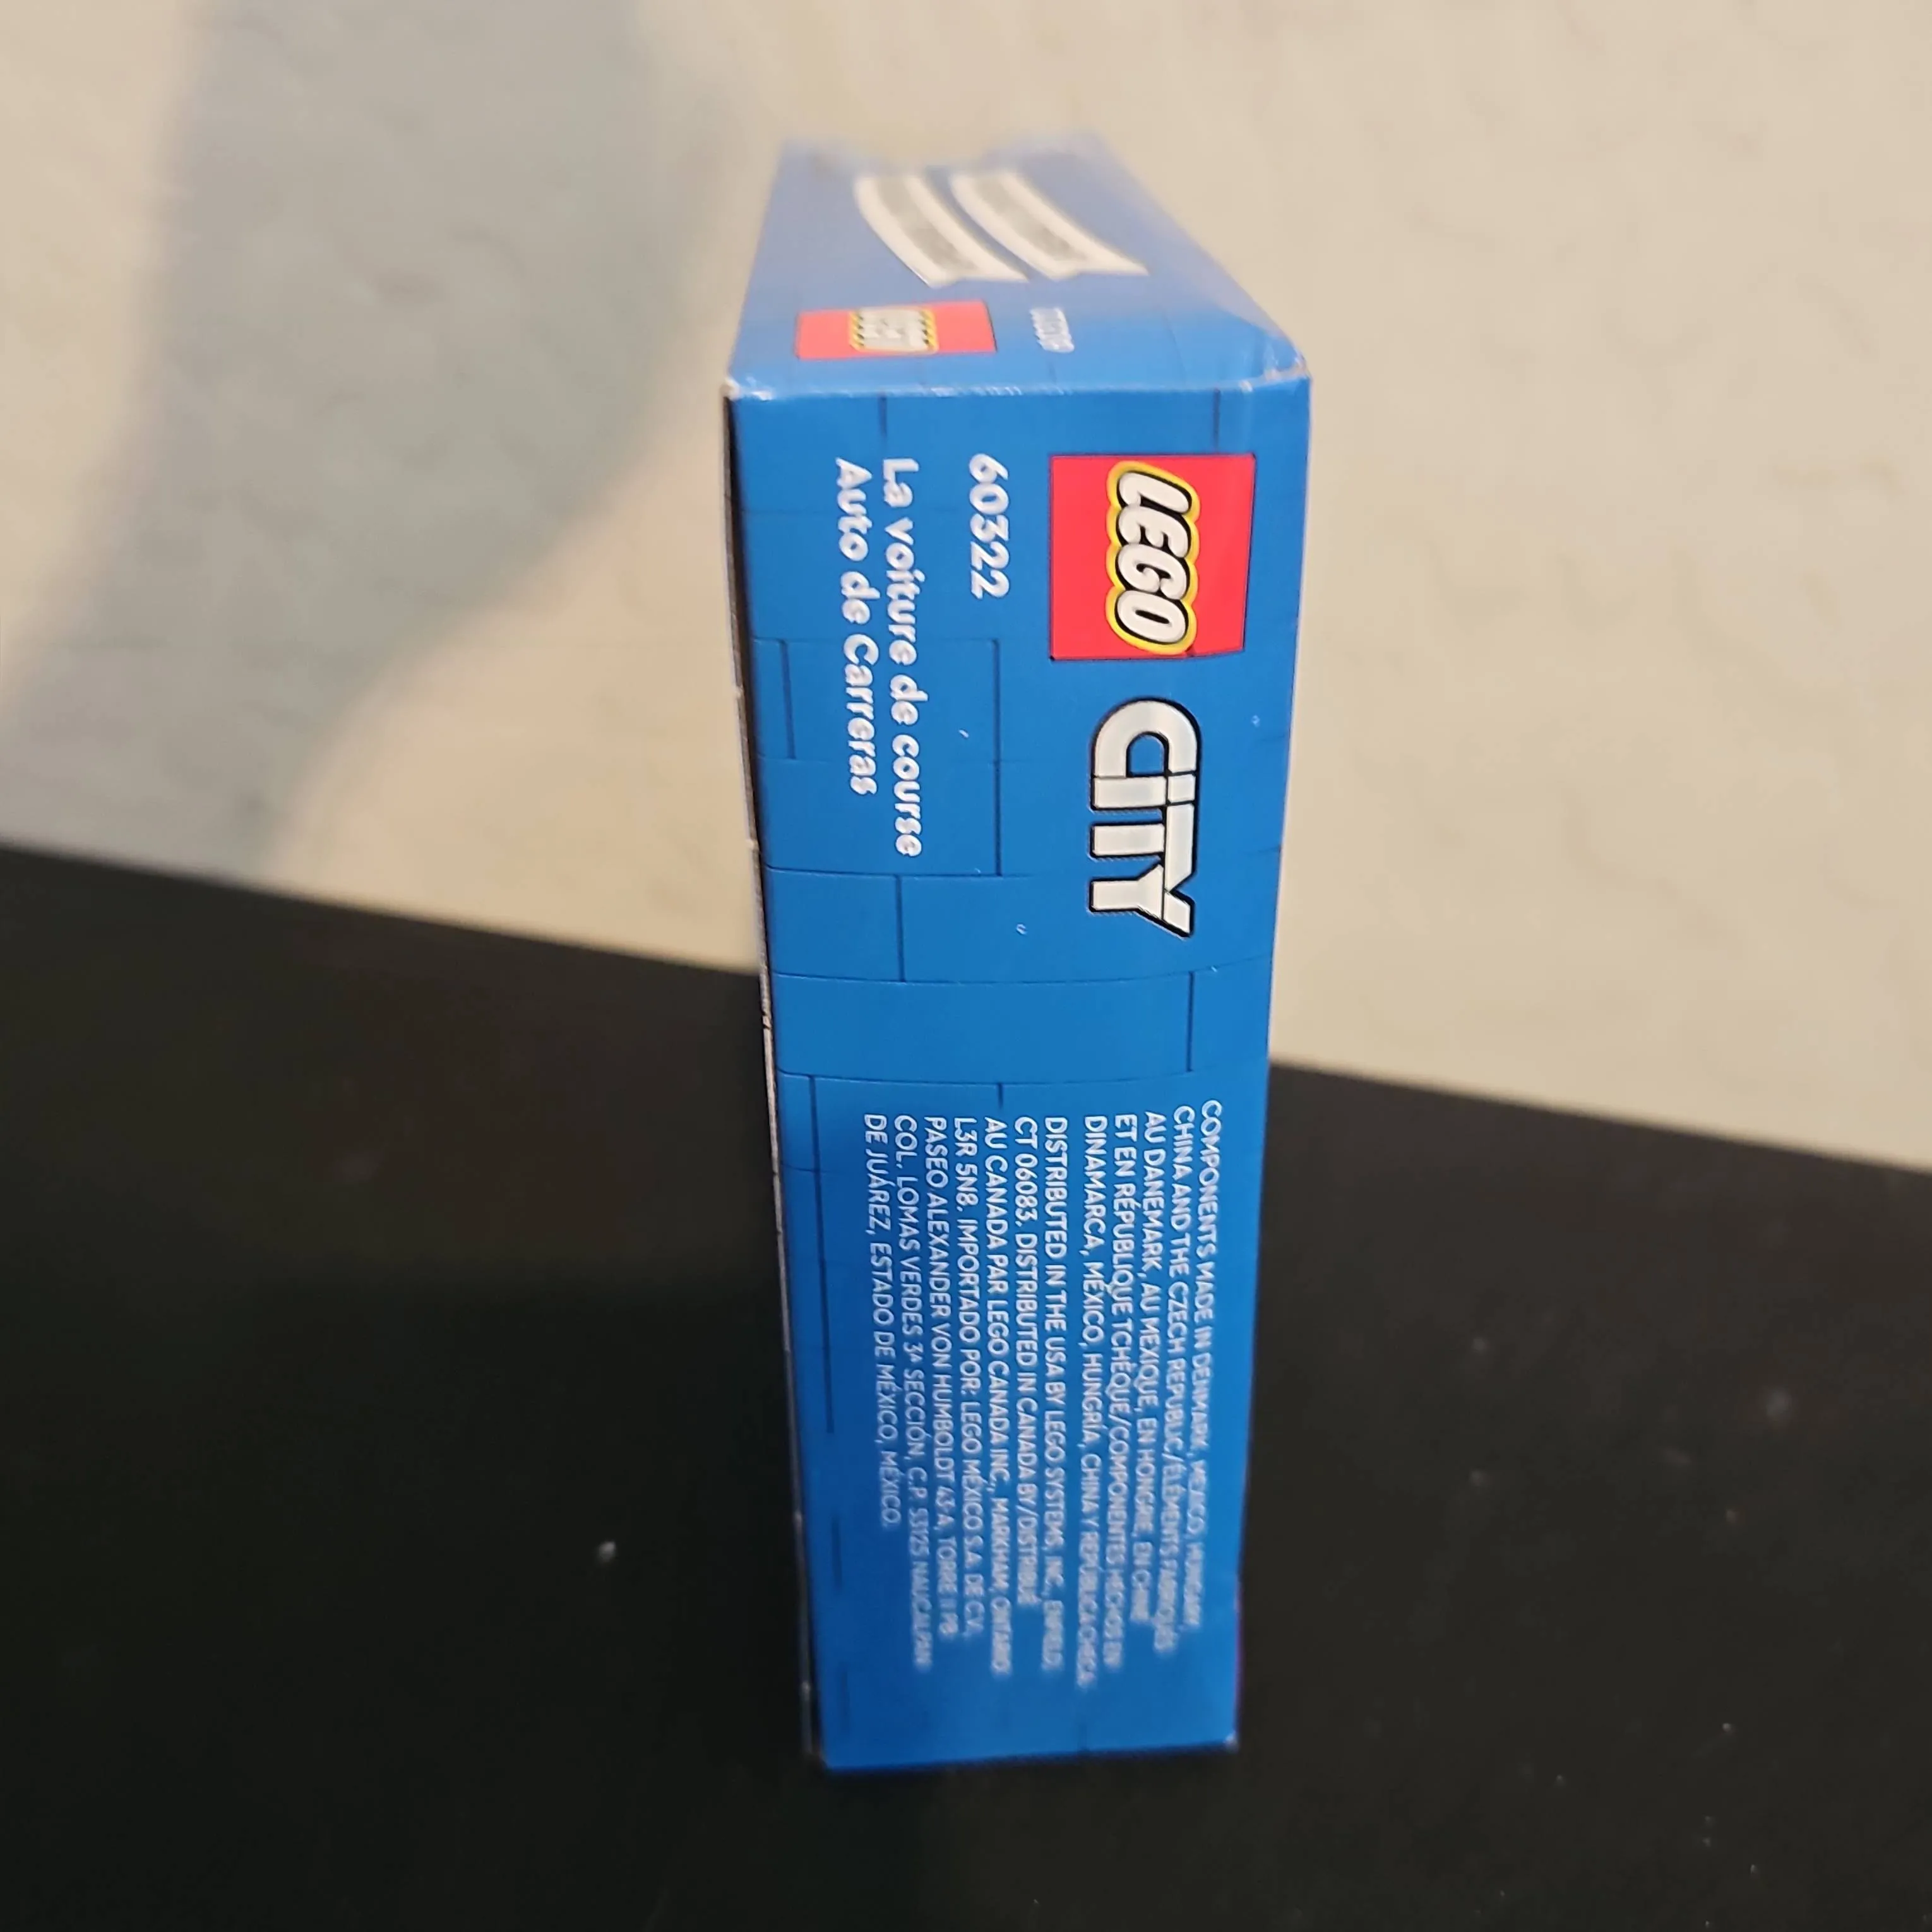 LEGO
CITY
60322
La voiture de course
Auto de Carreras
COMPONENTS MADE IN DENMARK, MEXICO, HUNGARY,
CHINA AND THE CZECH REPUBLIC/ÉLÉMENTS FABRIQUÉS
AU DANEMARK, AU MEXIQUE, EN HONGRIE, EN CHINE
ET EN RÉPUBLIQUE TCHÈQUE/COMPONENTES HECHOS EN
DINAMARCA, MÉXICO, HUNGRÍA, CHINA Y REPÚBLICA CHECA.
DISTRIBUTED IN THE USA BY LEGO SYSTEMS, INC., ENFIELD,
CT 06083. DISTRIBUTED IN CANADA BY/DISTRIBUÉ
AU CANADA PAR LEGO CANADA INC., MARKHAM, ONTARIO
L3R 5N8. IMPORTADO POR: LEGO MÉXICO S.A. DE C.V.,
PASEO ALEXANDER VON HUMBOLDT 43-A, TORRE I P8
COL. LOMAS VERDES 3ª SECCIÓN, C.P. 53125 NAUCALPAN
DE JUÁREZ, ESTADO DE MÉXICO, MÉXICO.
LEGO